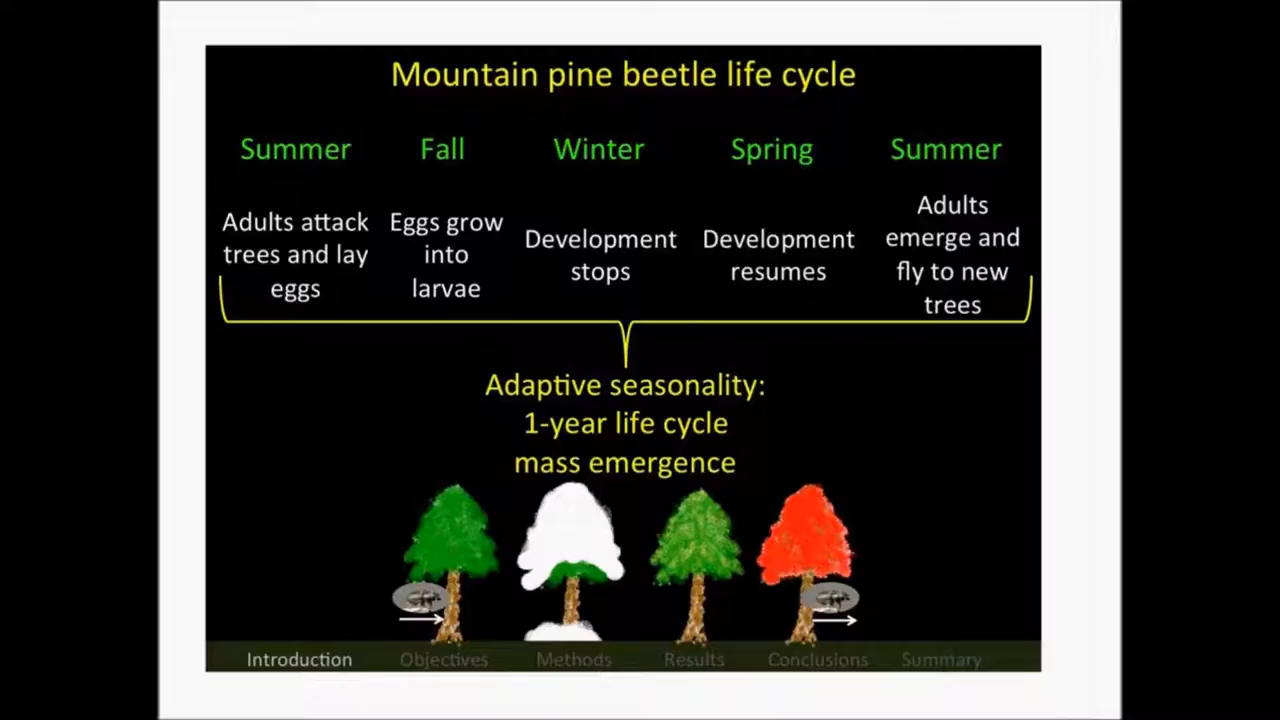 Mountain pine beetle life cycle
Summer
Fall
Winter
Spring
Summer
Adults attack
trees and lay
eggs
Eggs grow
into
larvae
Development
stops
Development
resumes
Adults
emerge and
fly to new
trees
Adaptive seasonality:
1-year life cycle
mass emergence
Introduction
Objectives
Methods
Results
Conclusions
Summary